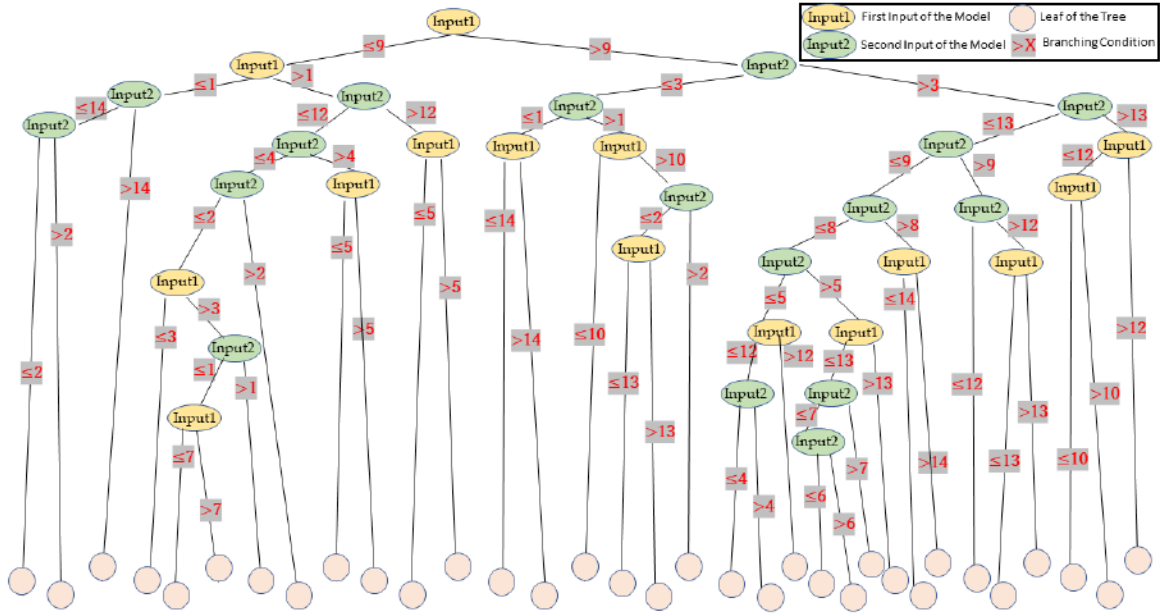 Input1
Input1 First Input of the Model Leaf of the Tree
Input2 Second Input of the Model >X Branching Condition
≤9 >9
Input1 Input2
≤1 >1 ≤3 >3
Input2 Input2 Input2 Input2
≤14 ≤12 >12 ≤1 >1 ≤13 >13
Input2 Input2 Input1 Input1 Input1 Input2 Input1
≤4 >4 >10 ≤9 >9 ≤12
Input2 Input1 Input2 Input1
>14 ≤5 ≤2
Input2 Input2
≤2 ≤14 ≤8 >8 >12
>2 ≤5 Input1
Input2 Input1 Input1
>2 >2
Input1 >5 ≤5 >5 ≤14
>3
≤3 >5 >14 ≤10 Input1 Input1 >12
Input2 ≤12 >12 ≤13
≤2 ≤1 >1 ≤13 ≤12 >13 >13 >10
Input2 Input2
Input1 ≤7
>13 Input2
≤7 ≤10
≤13
>14
>7
≤4 >4 ≤6 >6
>7